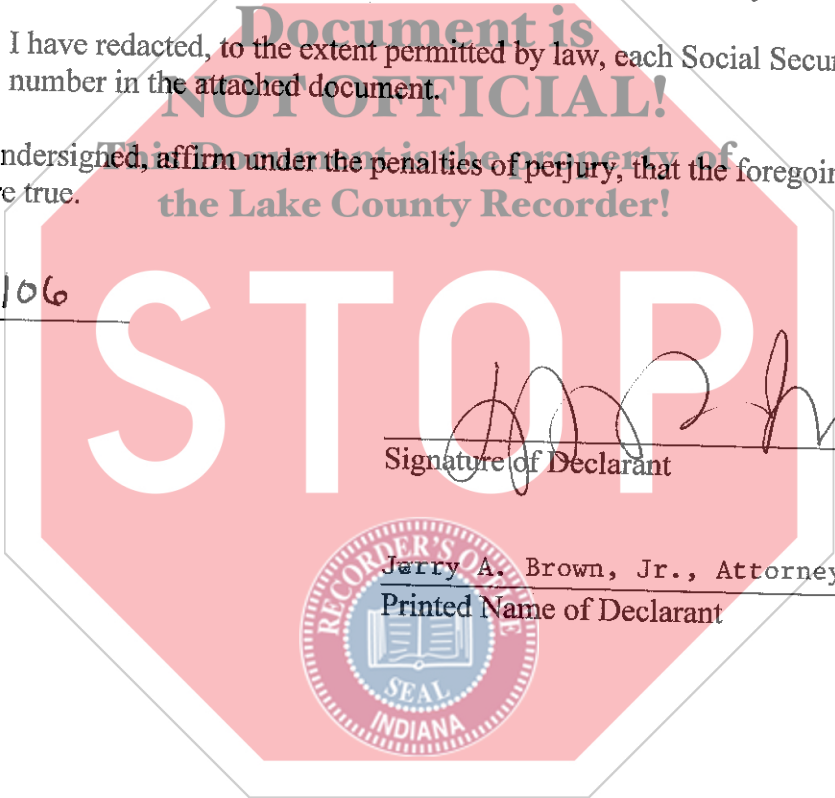 Document is
I have redacted, to the extent permitted by law, each Social Secur
number in the attached document.
NOT OFFICIAL!
ndersigned, affirm under the penalties of perjury, that the foregoin
This Document is the property of
e true.
the Lake County Recorder!
106
STOP
Signature of Declarant
Jerry A. Brown, Jr., Attorney
Printed Name of Declarant
RECORDER'S OFFICE
SEAL
INDIANA